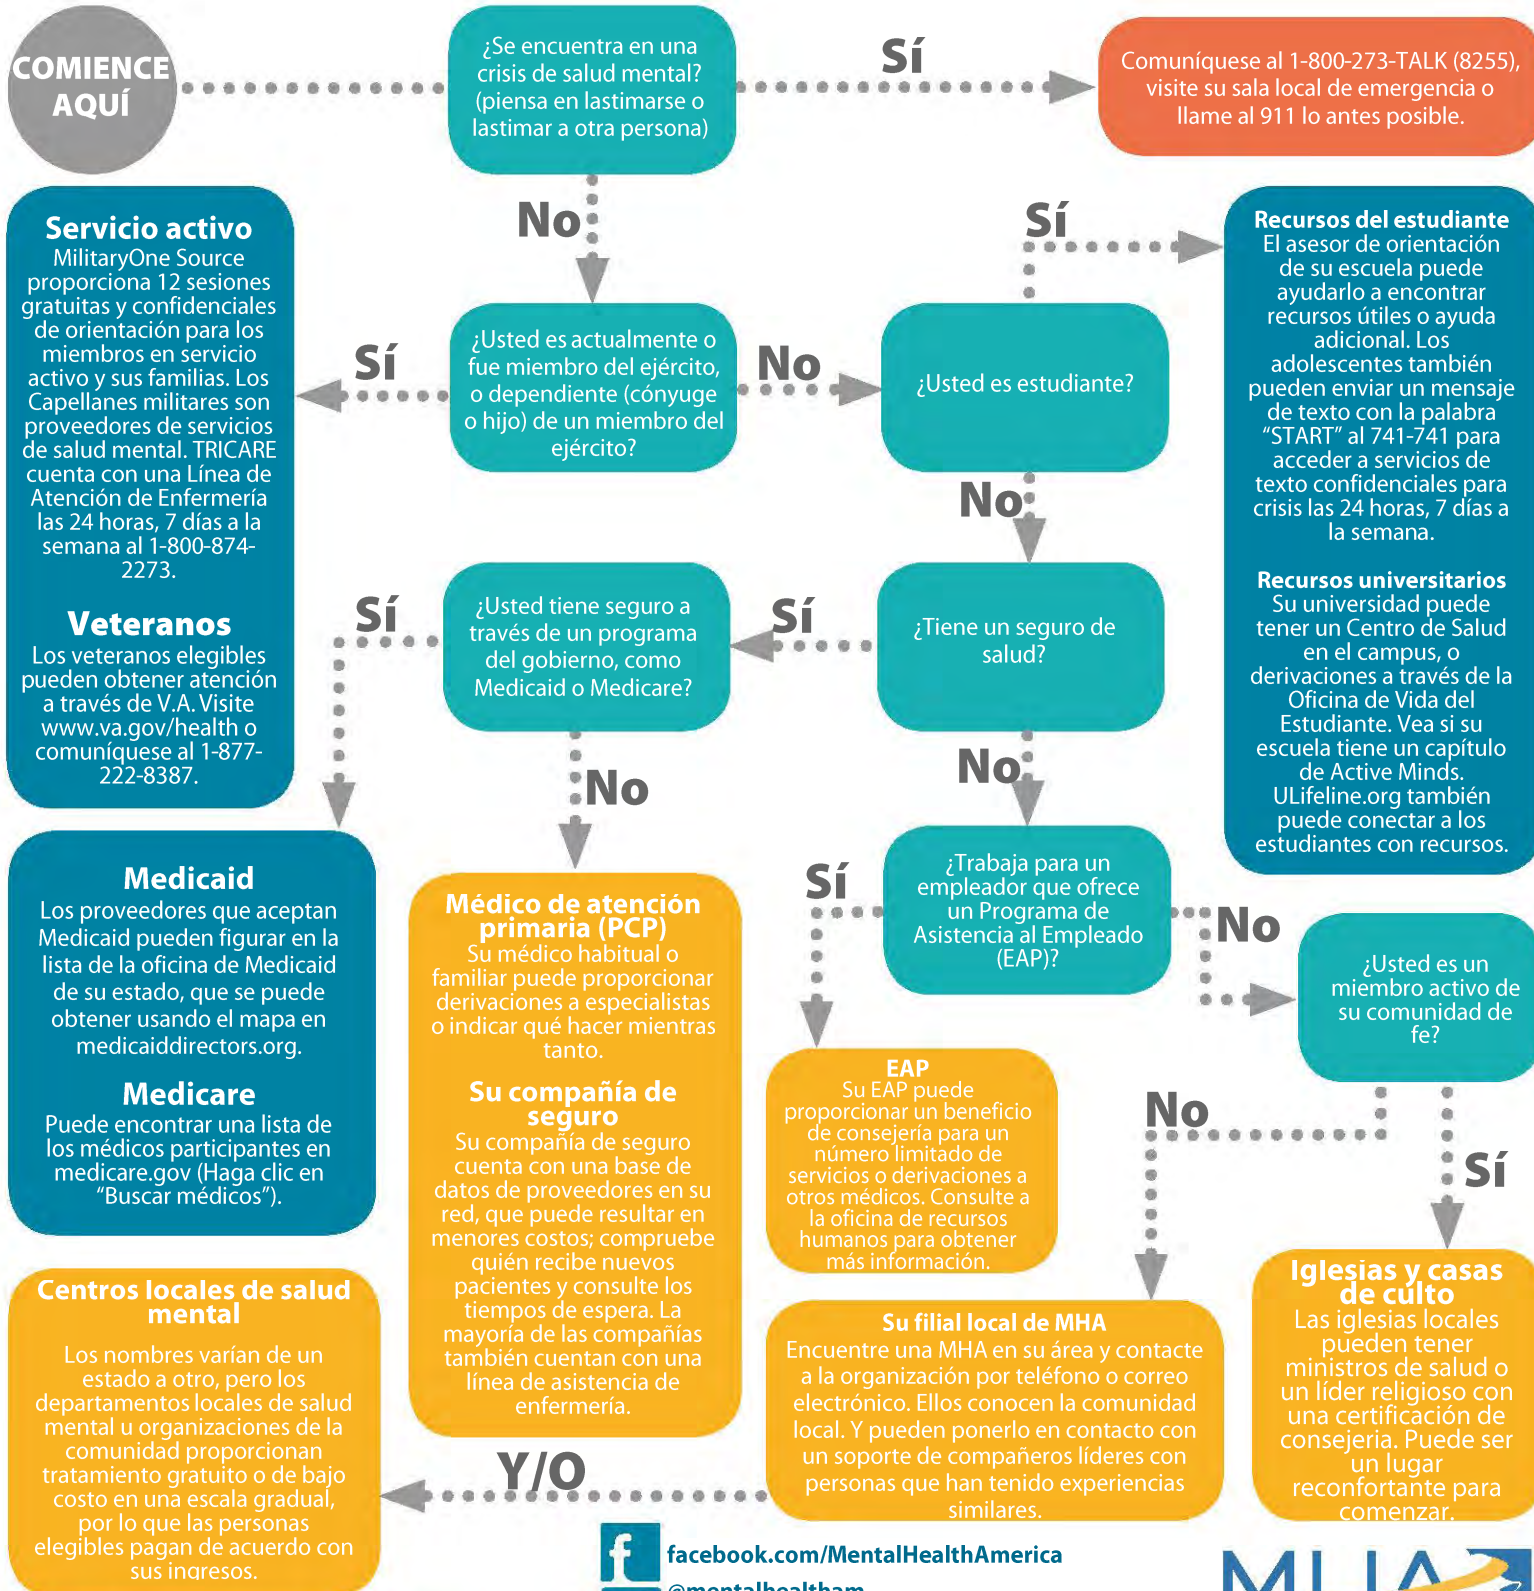 COMIENCE
AQUÍ
¿Se encuentra en una
crisis de salud mental?
(piensa en lastimarse o
lastimar a otra persona)
Sí
Comuníquese al 1-800-273-TALK (8255),
visite su sala local de emergencia o
llame al 911 lo antes posible.
No
Servicio activo
MilitaryOne Source
proporciona 12 sesiones
gratuitas y confidenciales
de orientación para los
miembros en servicio
activo y sus familias. Los
Capellanes militares son
proveedores de servicios
de salud mental. TRICARE
cuenta con una Línea de
Atención de Enfermería
las 24 horas, 7 días a la
semana al 1-800-874-
2273.
Veteranos
Los veteranos elegibles
pueden obtener atención
a través de V.A. Visite
www.va.gov/health o
comuníquese al 1-877-
222-8387.
Sí
¿Usted es actualmente o
fue miembro del ejército,
o dependiente (cónyuge
o hijo) de un miembro del
ejército?
No
¿Usted es estudiante?
Sí
Recursos del estudiante
El asesor de orientación
de su escuela puede
ayudarlo a encontrar
recursos útiles o ayuda
adicional. Los
adolescentes también
pueden enviar un mensaje
de texto con la palabra
“START” al 741-741 para
acceder a servicios de
texto confidenciales para
crisis las 24 horas, 7 días a
la semana.
Recursos universitarios
Su universidad puede
tener un Centro de Salud
en el campus, o
derivaciones a través de la
Oficina de Vida del
Estudiante. Vea si su
escuela tiene un capítulo
de Active Minds.
ULifeline.org también
puede conectar a los
estudiantes con recursos.
No
¿Tiene un seguro de
salud?
Sí
¿Usted tiene seguro a
través de un programa
del gobierno, como
Medicaid o Medicare?
Sí
Medicaid
Los proveedores que aceptan
Medicaid pueden figurar en la
lista de la oficina de Medicaid
de su estado, que se puede
obtener usando el mapa en
medicaiddirectors.org.
Medicare
Puede encontrar una lista de
los médicos participantes en
medicare.gov (Haga clic en
“Buscar médicos”).
No
Médico de atención
primaria (PCP)
Su médico habitual o
familiar puede proporcionar
derivaciones a especialistas
o indicar qué hacer mientras
tanto.
Su compañía de
seguro
Su compañía de seguro
cuenta con una base de
datos de proveedores en su
red, que puede resultar en
menores costos; compruebe
quién recibe nuevos
pacientes y consulte los
tiempos de espera. La
mayoría de las compañías
también cuentan con una
línea de asistencia de
enfermería.
No
¿Trabaja para un
empleador que ofrece
un Programa de
Asistencia al Empleado
(EAP)?
Sí
EAP
Su EAP puede
proporcionar un beneficio
de consejería para un
número limitado de
servicios o derivaciones a
otros médicos. Consulte a
la oficina de recursos
humanos para obtener
más información.
No
¿Usted es un
miembro activo de
su comunidad de
fe?
No
Sí
Iglesias y casas
de culto
Las iglesias locales
pueden tener
ministros de salud o
un líder religioso con
una certificación de
consejeria. Puede ser
un lugar
reconfortante para
comenzar.
Su filial local de MHA
Encuentre una MHA en su área y contacte
a la organización por teléfono o correo
electrónico. Ellos conocen la comunidad
local. Y pueden ponerlo en contacto con
un soporte de compañeros líderes con
personas que han tenido experiencias
similares.
Y/O
Centros locales de salud
mental
Los nombres varían de un
estado a otro, pero los
departamentos locales de salud
mental u organizaciones de la
comunidad proporcionan
tratamiento gratuito o de bajo
costo en una escala gradual,
por lo que las personas
elegibles pagan de acuerdo con
sus ingresos.
f
facebook.com/MentalHealthAmerica
@mentalhealtham
MHA